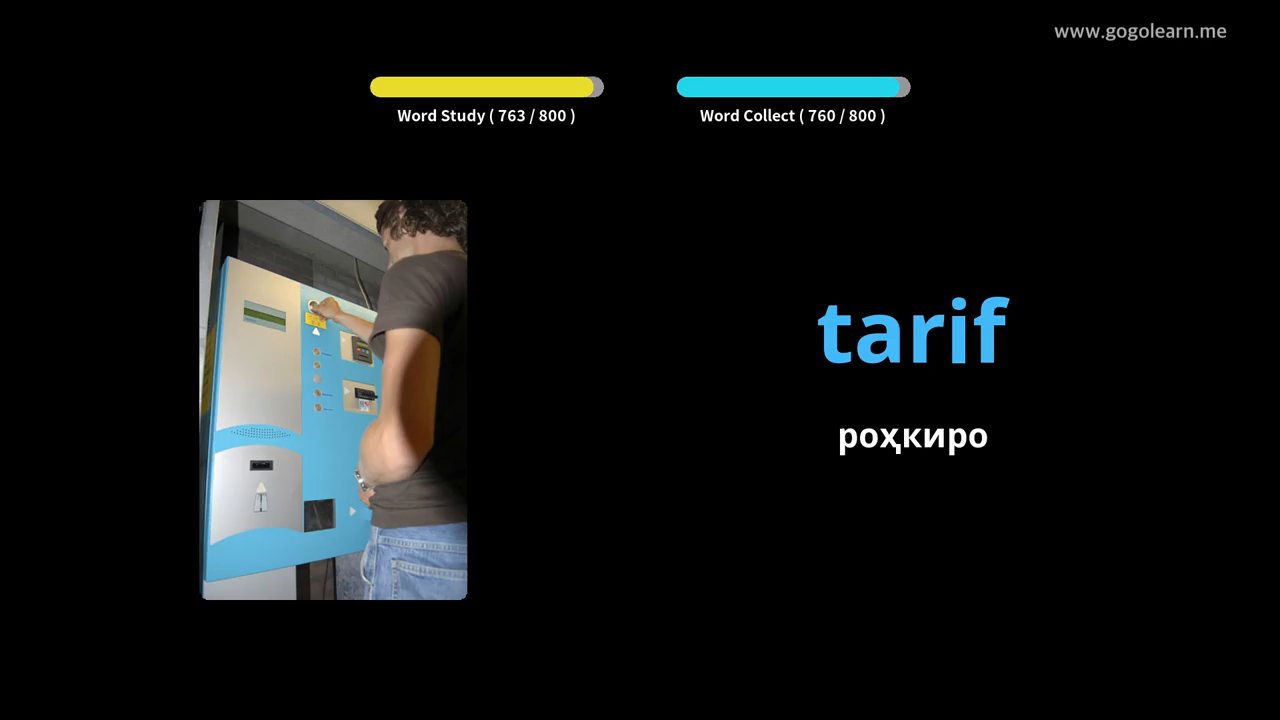 www.gogolearn.me
Word Study ( 763 / 800 )
Word Collect ( 760 / 800 )
tarif
роҳкиро